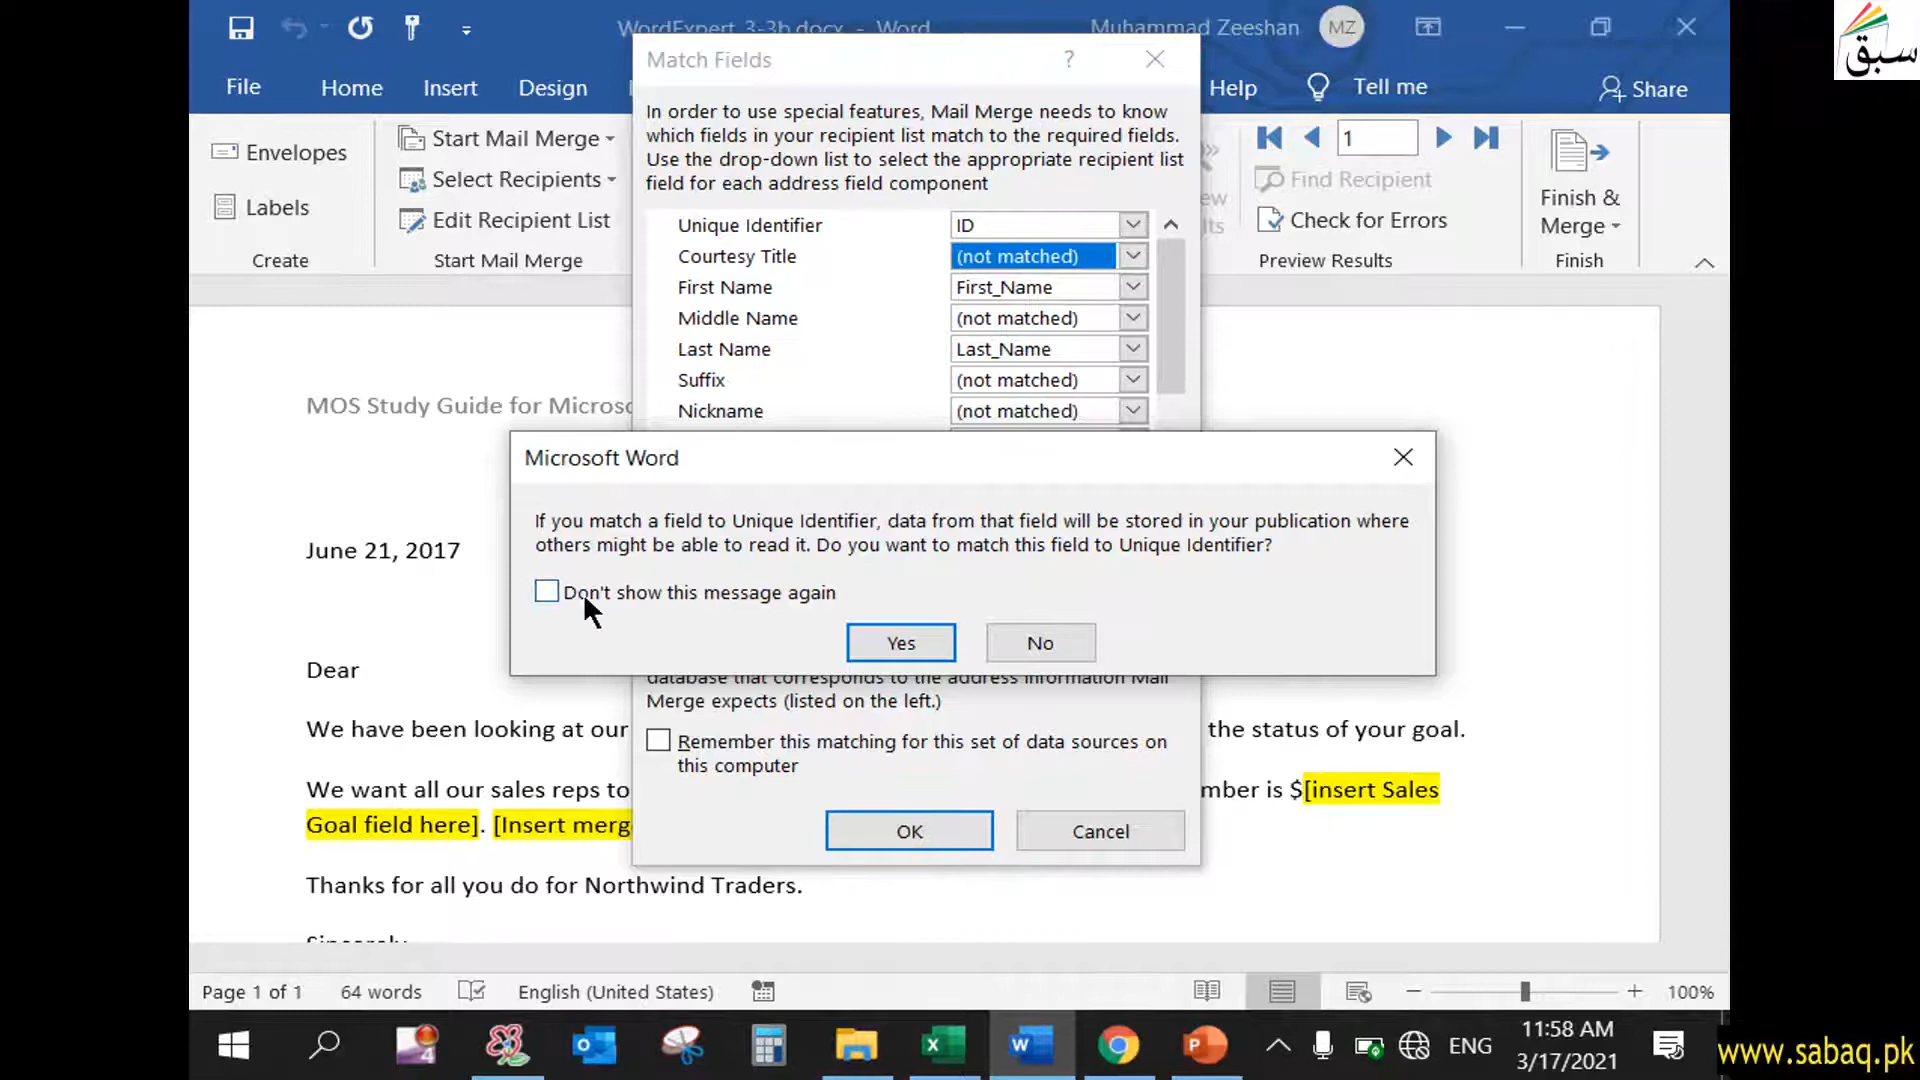 WordExpert_3-3b.docx - Word
Muhammad Zeeshan
MZ
سبق
Match Fields
?
File
Home
Insert
Design
Help
Tell me
Share
In order to use special features, Mail Merge needs to know
which fields in your recipient list match to the required fields.
Use the drop-down list to select the appropriate recipient list
field for each address field component
Envelopes
Labels
Create
Start Mail Merge
Select Recipients
Edit Recipient List
Start Mail Merge
1
Find Recipient
Check for Errors
Preview Results
Finish &
Merge
Finish
Unique Identifier
ID
Courtesy Title
(not matched)
First Name
First_Name
Middle Name
(not matched)
Last Name
Last_Name
Suffix
(not matched)
Nickname
(not matched)
MOS Study Guide for Microso
Microsoft Word
If you match a field to Unique Identifier, data from that field will be stored in your publication where
others might be able to read it. Do you want to match this field to Unique Identifier?
Don't show this message again
Yes
No
June 21, 2017
Dear
database that corresponds to the address information Mail
Merge expects (listed on the left.)
Remember this matching for this set of data sources on
this computer
OK
Cancel
We have been looking at our
the status of your goal.
We want all our sales reps to
mber is $[insert Sales
Goal field here]. [Insert merg
Thanks for all you do for Northwind Traders.
Sincerely
Page 1 of 1
64 words
English (United States)
100%
ENG
11:58 AM
3/17/2021
www.sabaq.pk